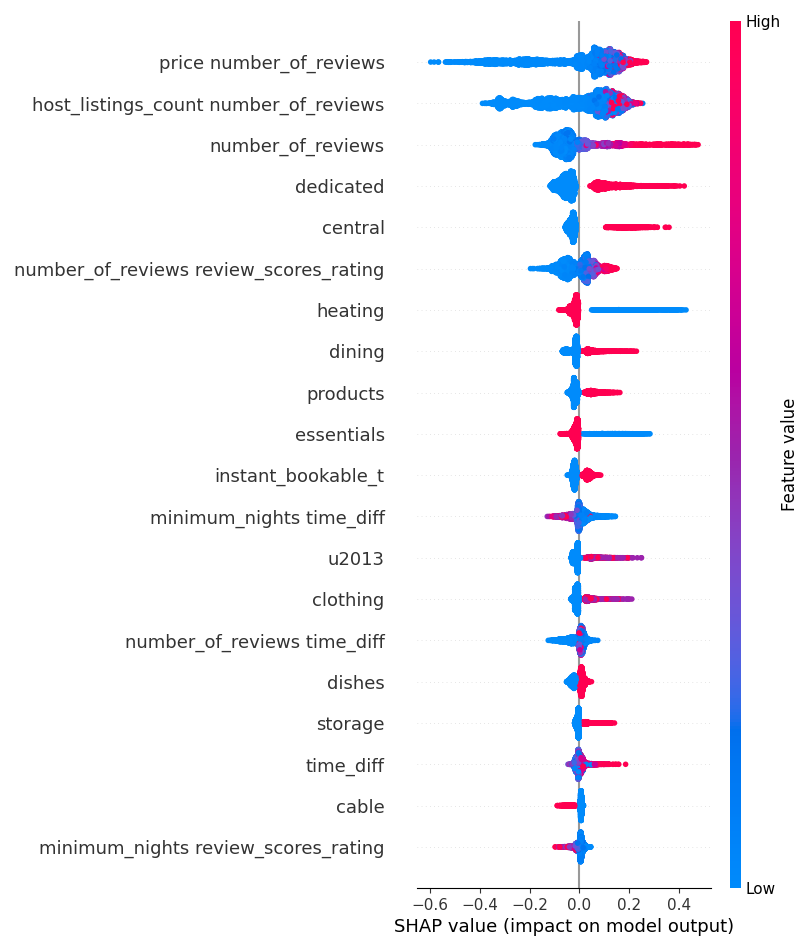 High
price number_of_reviews
host_listings_count number_of_reviews
number_of_reviews
dedicated
central
number_of_reviews review_scores_rating
heating
dining
products
essentials
instant_bookable_t
minimum_nights time_diff
u2013
clothing
number_of_reviews time_diff
dishes
storage
time_diff
cable
minimum_nights review_scores_rating
Feature value
Low
−0.6 −0.4 −0.2 0.0 0.2 0.4
SHAP value (impact on model output)